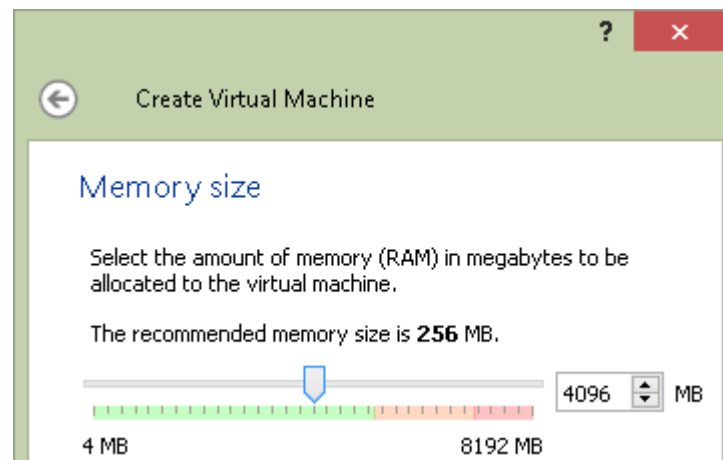 ?
Create Virtual Machine
Memory size
Select the amount of memory (RAM) in megabytes to be
allocated to the virtual machine.
The recommended memory size is 256 MB.
4096 MB
4 MB 8192 MB